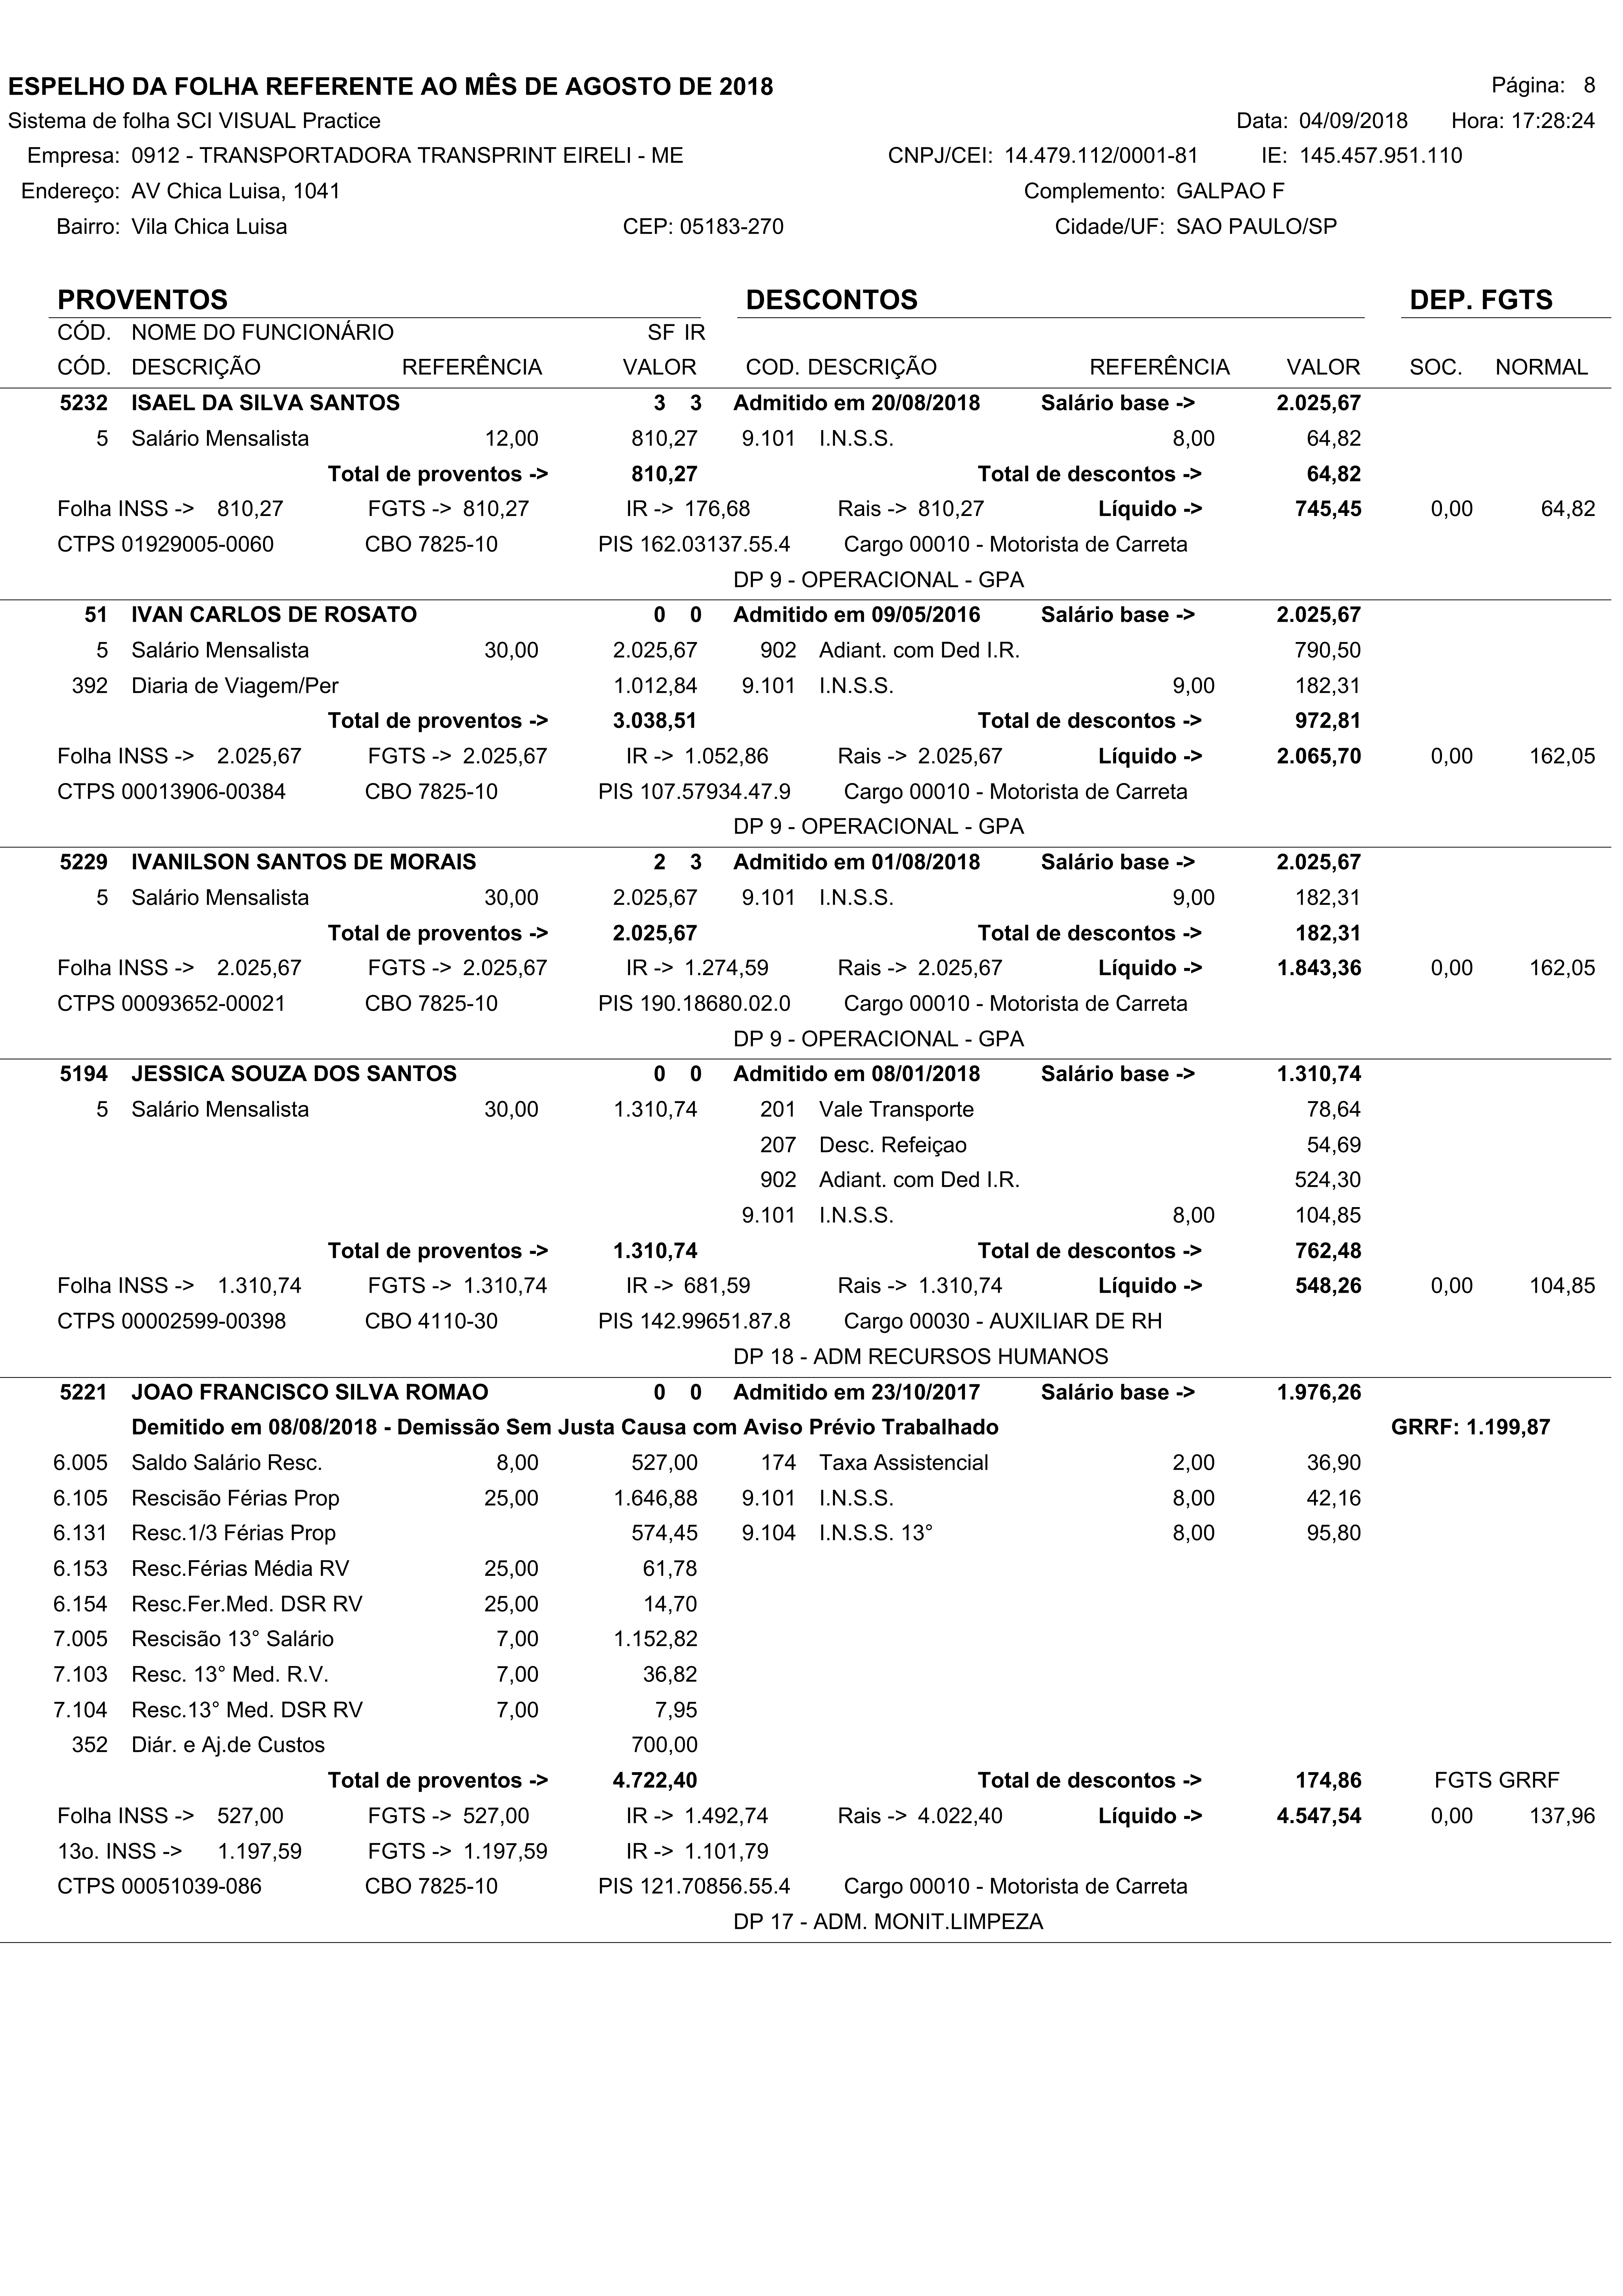 ESPELHO DA FOLHA REFERENTE AO MÊS DE AGOSTO DE 2018 Página: 8
Sistema de folha SCI VISUAL Practice Data: 04/09/2018 Hora: 17:28:24
Empresa: 0912 - TRANSPORTADORA TRANSPRINT EIRELI - ME CNPJ/CEI: 14.479.112/0001-81 IE: 145.457.951.110
Endereço: AV Chica Luisa, 1041 Complemento: GALPAO F
Bairro: Vila Chica Luisa CEP: 05183-270 Cidade/UF: SAO PAULO/SP
PROVENTOS DESCONTOS DEP. FGTS
CÓD. NOME DO FUNCIONÁRIO SF IR
CÓD. DESCRIÇÃO REFERÊNCIA VALOR COD. DESCRIÇÃO REFERÊNCIA VALOR SOC. NORMAL
5232 ISAEL DA SILVA SANTOS 3 3 Admitido em 20/08/2018 Salário base -> 2.025,67
5 Salário Mensalista 12,00 810,27 9.101 I.N.S.S. 8,00 64,82
Total de proventos -> 810,27 Total de descontos -> 64,82
Folha INSS -> 810,27 FGTS -> 810,27 IR -> 176,68 Rais -> 810,27 Líquido -> 745,45 0,00 64,82
CTPS 01929005-0060 CBO 7825-10 PIS 162.03137.55.4 Cargo 00010 - Motorista de Carreta
DP 9 - OPERACIONAL - GPA
51 IVAN CARLOS DE ROSATO 0 0 Admitido em 09/05/2016 Salário base -> 2.025,67
5 Salário Mensalista 30,00 2.025,67 902 Adiant. com Ded I.R. 790,50
392 Diaria de Viagem/Per 1.012,84 9.101 I.N.S.S. 9,00 182,31
Total de proventos -> 3.038,51 Total de descontos -> 972,81
Folha INSS -> 2.025,67 FGTS -> 2.025,67 IR -> 1.052,86 Rais -> 2.025,67 Líquido -> 2.065,70 0,00 162,05
CTPS 00013906-00384 CBO 7825-10 PIS 107.57934.47.9 Cargo 00010 - Motorista de Carreta
DP 9 - OPERACIONAL - GPA
5229 IVANILSON SANTOS DE MORAIS 2 3 Admitido em 01/08/2018 Salário base -> 2.025,67
5 Salário Mensalista 30,00 2.025,67 9.101 I.N.S.S. 9,00 182,31
Total de proventos -> 2.025,67 Total de descontos -> 182,31
Folha INSS -> 2.025,67 FGTS -> 2.025,67 IR -> 1.274,59 Rais -> 2.025,67 Líquido -> 1.843,36 0,00 162,05
CTPS 00093652-00021 CBO 7825-10 PIS 190.18680.02.0 Cargo 00010 - Motorista de Carreta
DP 9 - OPERACIONAL - GPA
5194 JESSICA SOUZA DOS SANTOS 0 0 Admitido em 08/01/2018 Salário base -> 1.310,74
5 Salário Mensalista 30,00 1.310,74 201 Vale Transporte 78,64
207 Desc. Refeiçao 54,69
902 Adiant. com Ded I.R. 524,30
9.101 I.N.S.S. 8,00 104,85
Total de proventos -> 1.310,74 Total de descontos -> 762,48
Folha INSS -> 1.310,74 FGTS -> 1.310,74 IR -> 681,59 Rais -> 1.310,74 Líquido -> 548,26 0,00 104,85
CTPS 00002599-00398 CBO 4110-30 PIS 142.99651.87.8 Cargo 00030 - AUXILIAR DE RH
DP 18 - ADM RECURSOS HUMANOS
5221 JOAO FRANCISCO SILVA ROMAO 0 0 Admitido em 23/10/2017 Salário base -> 1.976,26
Demitido em 08/08/2018 - Demissão Sem Justa Causa com Aviso Prévio Trabalhado GRRF: 1.199,87
6.005 Saldo Salário Resc. 8,00 527,00 174 Taxa Assistencial 2,00 36,90
6.105 Rescisão Férias Prop 25,00 1.646,88 9.101 I.N.S.S. 8,00 42,16
6.131 Resc.1/3 Férias Prop 574,45 9.104 I.N.S.S. 13° 8,00 95,80
6.153 Resc.Férias Média RV 25,00 61,78
6.154 Resc.Fer.Med. DSR RV 25,00 14,70
7.005 Rescisão 13° Salário 7,00 1.152,82
7.103 Resc. 13° Med. R.V. 7,00 36,82
7.104 Resc.13° Med. DSR RV 7,00 7,95
352 Diár. e Aj.de Custos 700,00
Total de proventos -> 4.722,40 Total de descontos -> 174,86 FGTS GRRF
Folha INSS -> 527,00 FGTS -> 527,00 IR -> 1.492,74 Rais -> 4.022,40 Líquido -> 4.547,54 0,00 137,96
13o. INSS -> 1.197,59 FGTS -> 1.197,59 IR -> 1.101,79
CTPS 00051039-086 CBO 7825-10 PIS 121.70856.55.4 Cargo 00010 - Motorista de Carreta
DP 17 - ADM. MONIT.LIMPEZA